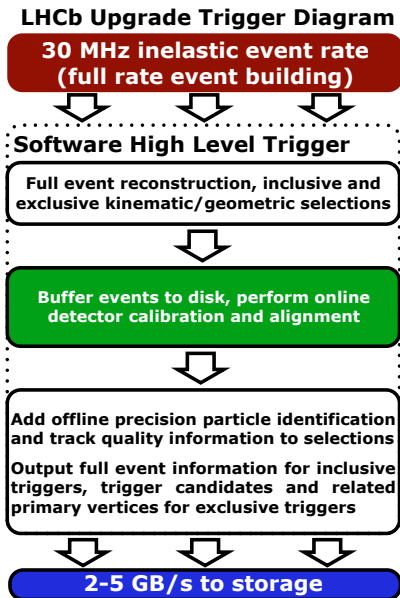 LHCb Upgrade Trigger Diagram
30 MHz inelastic event rate
(full rate event building)
Software High Level Trigger
Full event reconstruction, inclusive and
exclusive kinematic/geometric selections
Buffer events to disk, perform online
detector calibration and alignment
Add offline precision particle identification
and track quality information to selections
Output full event information for inclusive
triggers, trigger candidates and related
primary vertices for exclusive triggers
2-5 GB/s to storage